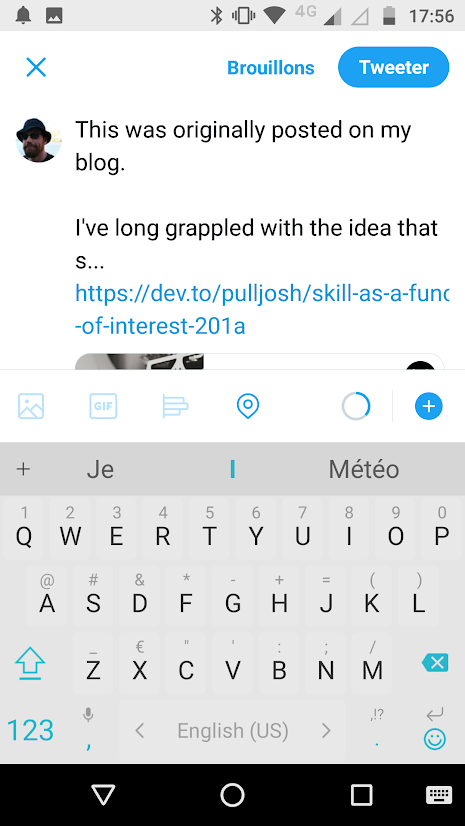 4G 17:56
Brouillons Tweeter
This was originally posted on my
blog.
I've long grappled with the idea that
s...
https://dev.to/pulljosh/skill-as-a-func
-of-interest-201a
GIF
+ Je I Météo
1 2 3 4 5 6 7 8 9 0
Q W E R T Y U I O P
@ # & * - + = ( )
A S D F G H J K L
_ € " ' : ; /
Z X C V B N M
123 , < English (US) > ,!? .